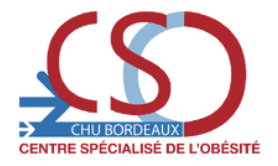 CSO
CHU BORDEAUX
CENTRE SPÉCIALISÉ DE L'OBÉSITÉ